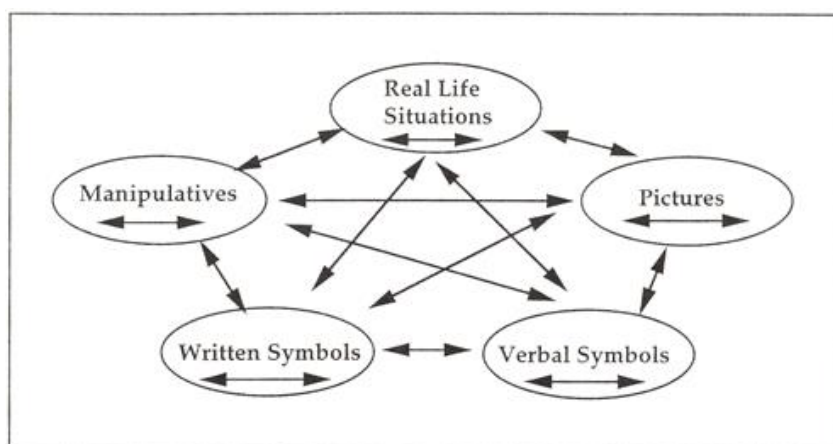 Real Life
Situations
Manipulatives
Pictures
Written Symbols
Verbal Symbols